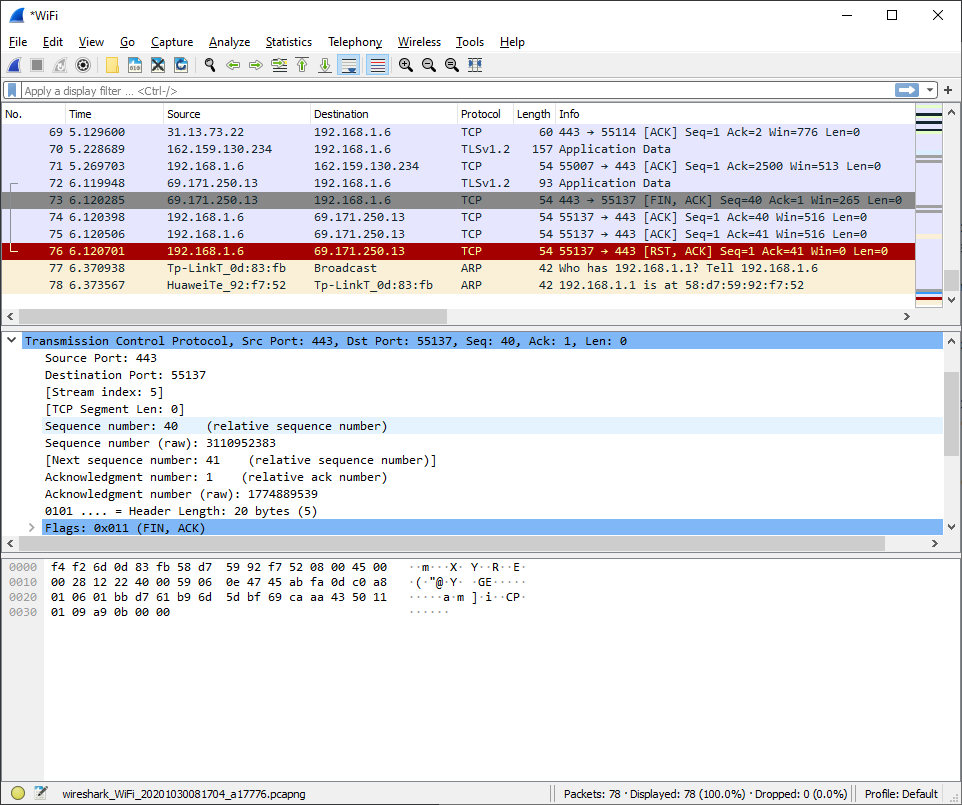 *WiFi
File Edit View Go Capture Analyze Statistics Telephony Wireless Tools Help
Apply a display filter ... <Ctrl-/>
No. Time Source Destination Protocol Length Info
69 5.129600 31.13.73.22 192.168.1.6 TCP 60 443 → 55114 [ACK] Seq=1 Ack=2 Win=776 Len=0
70 5.228689 162.159.130.234 192.168.1.6 TLSv1.2 157 Application Data
71 5.269703 192.168.1.6 162.159.130.234 TCP 54 55007 → 443 [ACK] Seq=1 Ack=2500 Win=513 Len=0
72 6.119948 69.171.250.13 192.168.1.6 TLSv1.2 93 Application Data
73 6.120285 69.171.250.13 192.168.1.6 TCP 54 443 → 55137 [FIN, ACK] Seq=40 Ack=1 Win=265 Len=0
74 6.120398 192.168.1.6 69.171.250.13 TCP 54 55137 → 443 [ACK] Seq=1 Ack=40 Win=516 Len=0
75 6.120506 192.168.1.6 69.171.250.13 TCP 54 55137 → 443 [ACK] Seq=1 Ack=41 Win=516 Len=0
76 6.120701 192.168.1.6 69.171.250.13 TCP 54 55137 → 443 [RST, ACK] Seq=1 Ack=41 Win=0 Len=0
77 6.370938 Tp-LinkT_0d:83:fb Broadcast ARP 42 Who has 192.168.1.1? Tell 192.168.1.6
78 6.373567 HuaweiTe_92:f7:52 Tp-LinkT_0d:83:fb ARP 42 192.168.1.1 is at 58:d7:59:92:f7:52
Transmission Control Protocol, Src Port: 443, Dst Port: 55137, Seq: 40, Ack: 1, Len: 0
Source Port: 443
Destination Port: 55137
[Stream index: 5]
[TCP Segment Len: 0]
Sequence number: 40 (relative sequence number)
Sequence number (raw): 3110952383
[Next sequence number: 41 (relative sequence number)]
Acknowledgment number: 1 (relative ack number)
Acknowledgment number (raw): 1774889539
0101 .... = Header Length: 20 bytes (5)
Flags: 0x011 (FIN, ACK)
0000 f4 f2 6d 0d 83 fb 58 d7 59 92 f7 52 08 00 45 00 ··m···X· Y··R··E·
0010 00 28 12 22 40 00 59 06 0e 47 45 ab fa 0d c0 a8 ·(·"@·Y· ·GE·····
0020 01 06 01 bb d7 61 b9 6d 5d bf 69 ca aa 43 50 11 ·····a·m ]·i··CP·
0030 01 09 a9 0b 00 00 ······
wireshark_WiFi_20201030081704_a17776.pcapng
Packets: 78 · Displayed: 78 (100.0%) · Dropped: 0 (0.0%)
Profile: Default